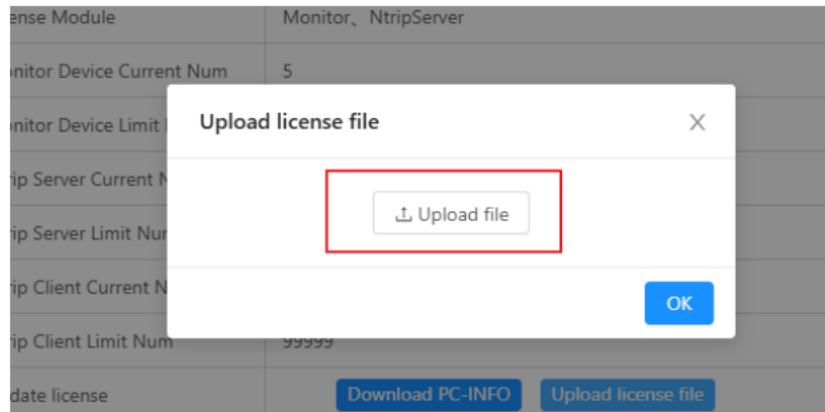 ense Module Monitor、NtripServer
onitor Device Current Num 5
onitor Device Limit
Upload license file X
rip Server Current N
Upload file
rip Server Limit Nur
rip Client Current N
OK
rip Client Limit Num 99999
date license Download PC-INFO Upload license file